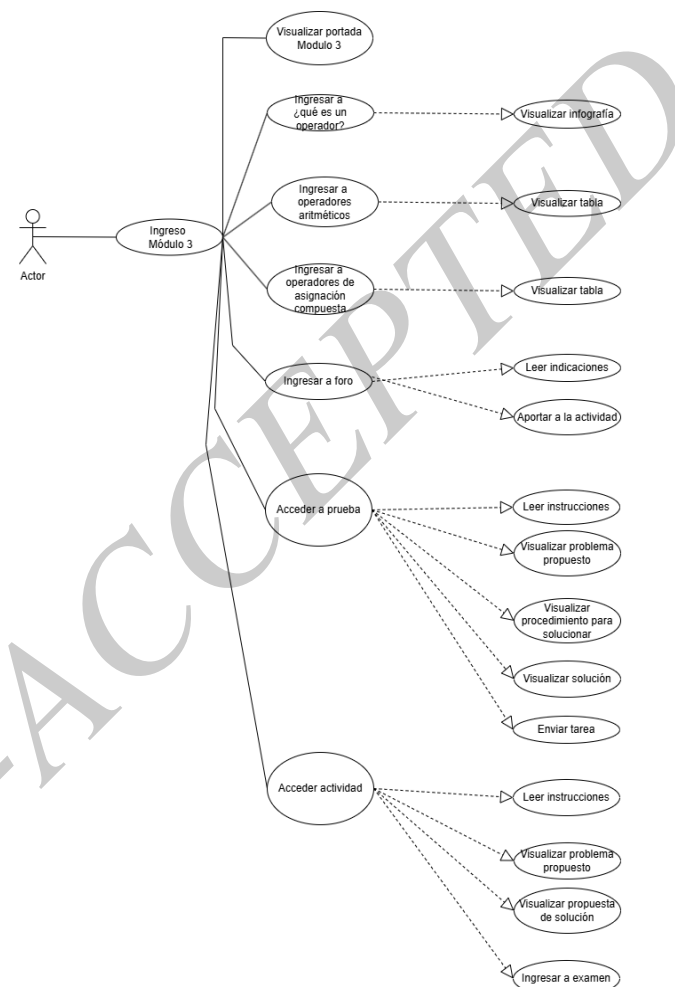 Visualizar portada
Modulo 3
Ingresar a
¿qué es un
operador?
Visualizar infografía
Ingresar a
operadores
aritméticos
Visualizar tabla
Actor
Ingreso
Módulo 3
Ingresar a
operadores de
asignación
compuesta
Visualizar tabla
Ingresar a foro
Leer indicaciones
Aportar a la actividad
Acceder a prueba
Leer instrucciones
Visualizar problema
propuesto
Visualizar
procedimiento para
solucionar
Visualizar solución
Enviar tarea
Acceder actividad
Leer instrucciones
Visualizar problema
propuesto
Visualizar propuesta
de solución
Ingresar a examen
-ACCEPTED